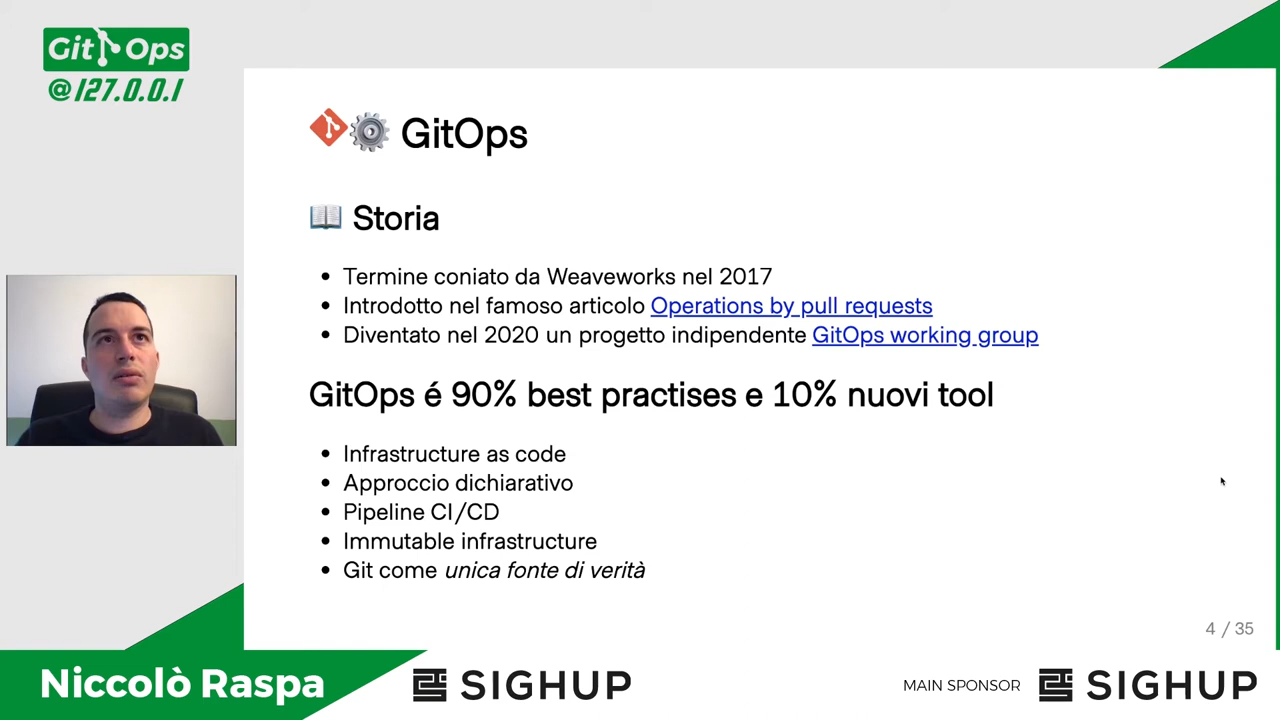 Git Ops
@127.0.0.1
GitOps
Storia
Termine coniato da Weaveworks nel 2017
Introdotto nel famoso articolo Operations by pull requests
Diventato nel 2020 un progetto indipendente GitOps working group
GitOps é 90% best practises e 10% nuovi tool
Infrastructure as code
Approccio dichiarativo
Pipeline CI/CD
Immutable infrastructure
Git come unica fonte di verità
4 / 35
Niccolò Raspa
SIGHUP
MAIN SPONSOR
SIGHUP